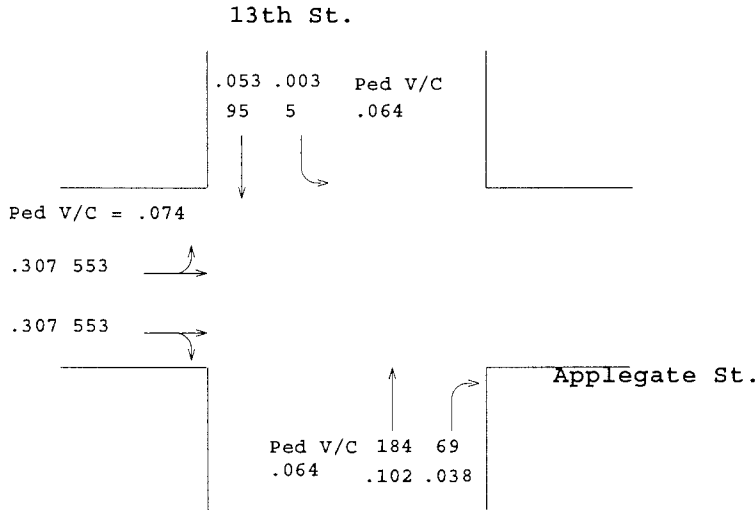 13th St.
.053 .003 Ped V/C
95 5 .064
Ped V/C = .074
.307 553
.307 553
Applegate St.
Ped V/C 184 69
.064 .102 .038